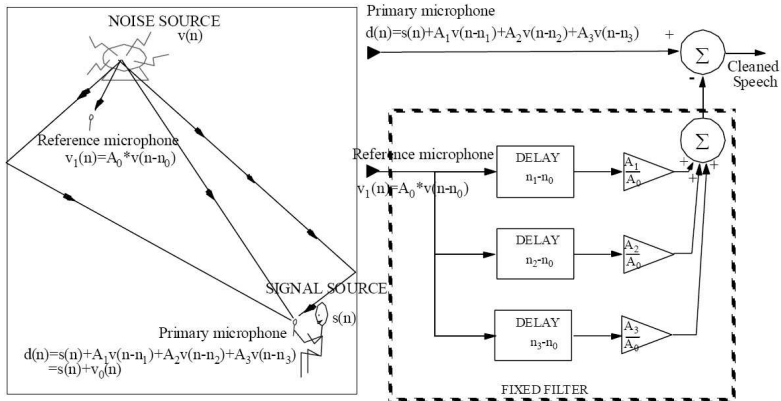 NOISE SOURCE
v(n)
Reference microphone
v₁(n)=A₀*v(n-n₀)
SIGNAL SOURCE
s(n)
Primary microphone
d(n)=s(n)+A₁v(n-n₁)+A₂v(n-n₂)+A₃v(n-n₃)
=s(n)+v₀(n)
Primary microphone
d(n)=s(n)+A₁v(n-n₁)+A₂v(n-n₂)+A₃v(n-n₃)
+
Σ
Cleaned
Speech
-
Σ
+
+
+
Reference microphone
v₁(n)=A₀*v(n-n₀)
DELAY
n₁-n₀
A₁
A₀
DELAY
n₂-n₀
A₂
A₀
DELAY
n₃-n₀
A₃
A₀
FIXED FILTER